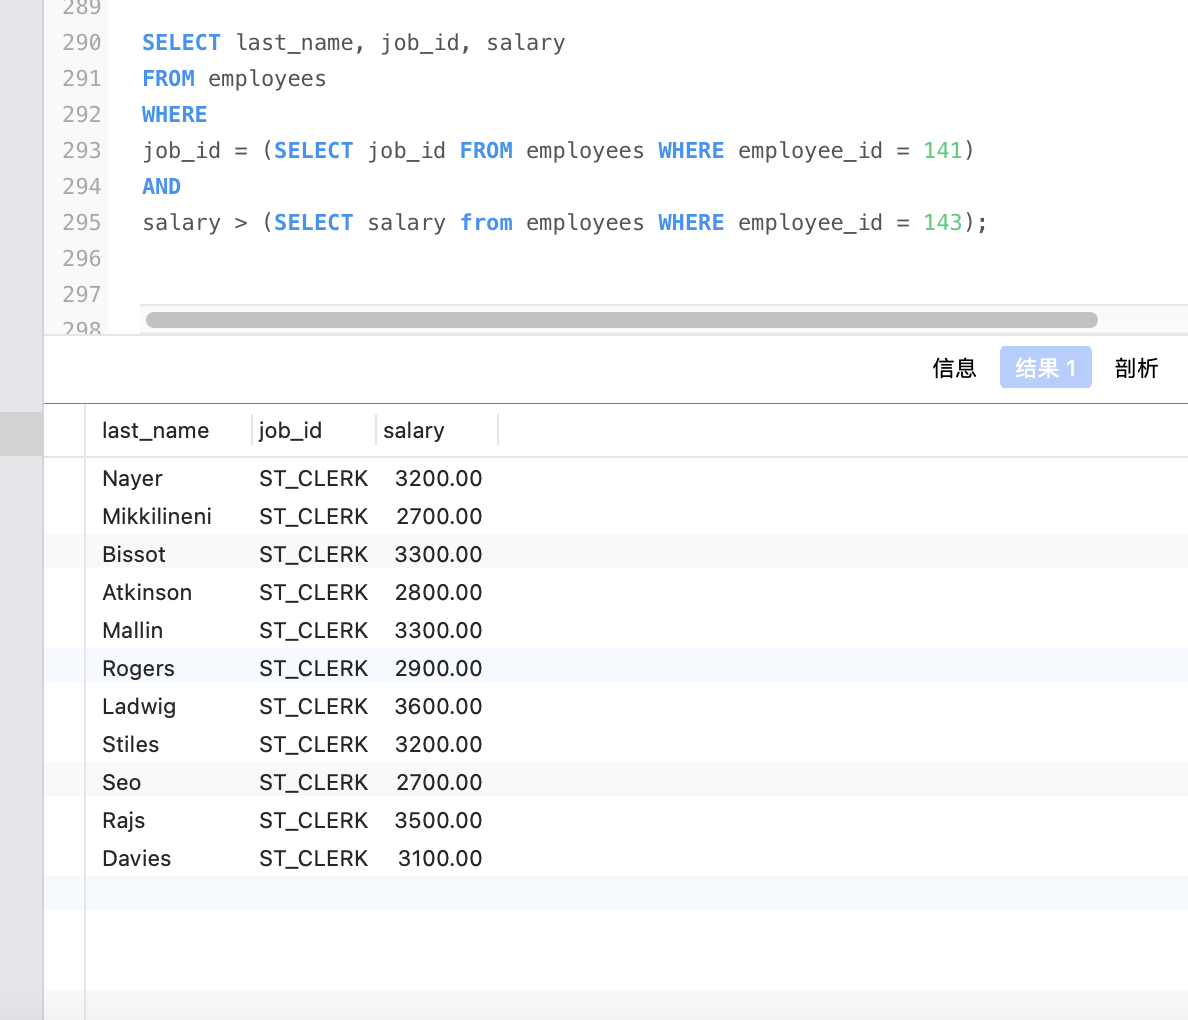 289
290 SELECT last_name, job_id, salary
291 FROM employees
292 WHERE
293 job_id = (SELECT job_id FROM employees WHERE employee_id = 141)
294 AND
295 salary > (SELECT salary from employees WHERE employee_id = 143);
296
297
298
信息 结果 1 剖析
last_name job_id salary
Nayer ST_CLERK 3200.00
Mikkilineni ST_CLERK 2700.00
Bissot ST_CLERK 3300.00
Atkinson ST_CLERK 2800.00
Mallin ST_CLERK 3300.00
Rogers ST_CLERK 2900.00
Ladwig ST_CLERK 3600.00
Stiles ST_CLERK 3200.00
Seo ST_CLERK 2700.00
Rajs ST_CLERK 3500.00
Davies ST_CLERK 3100.00